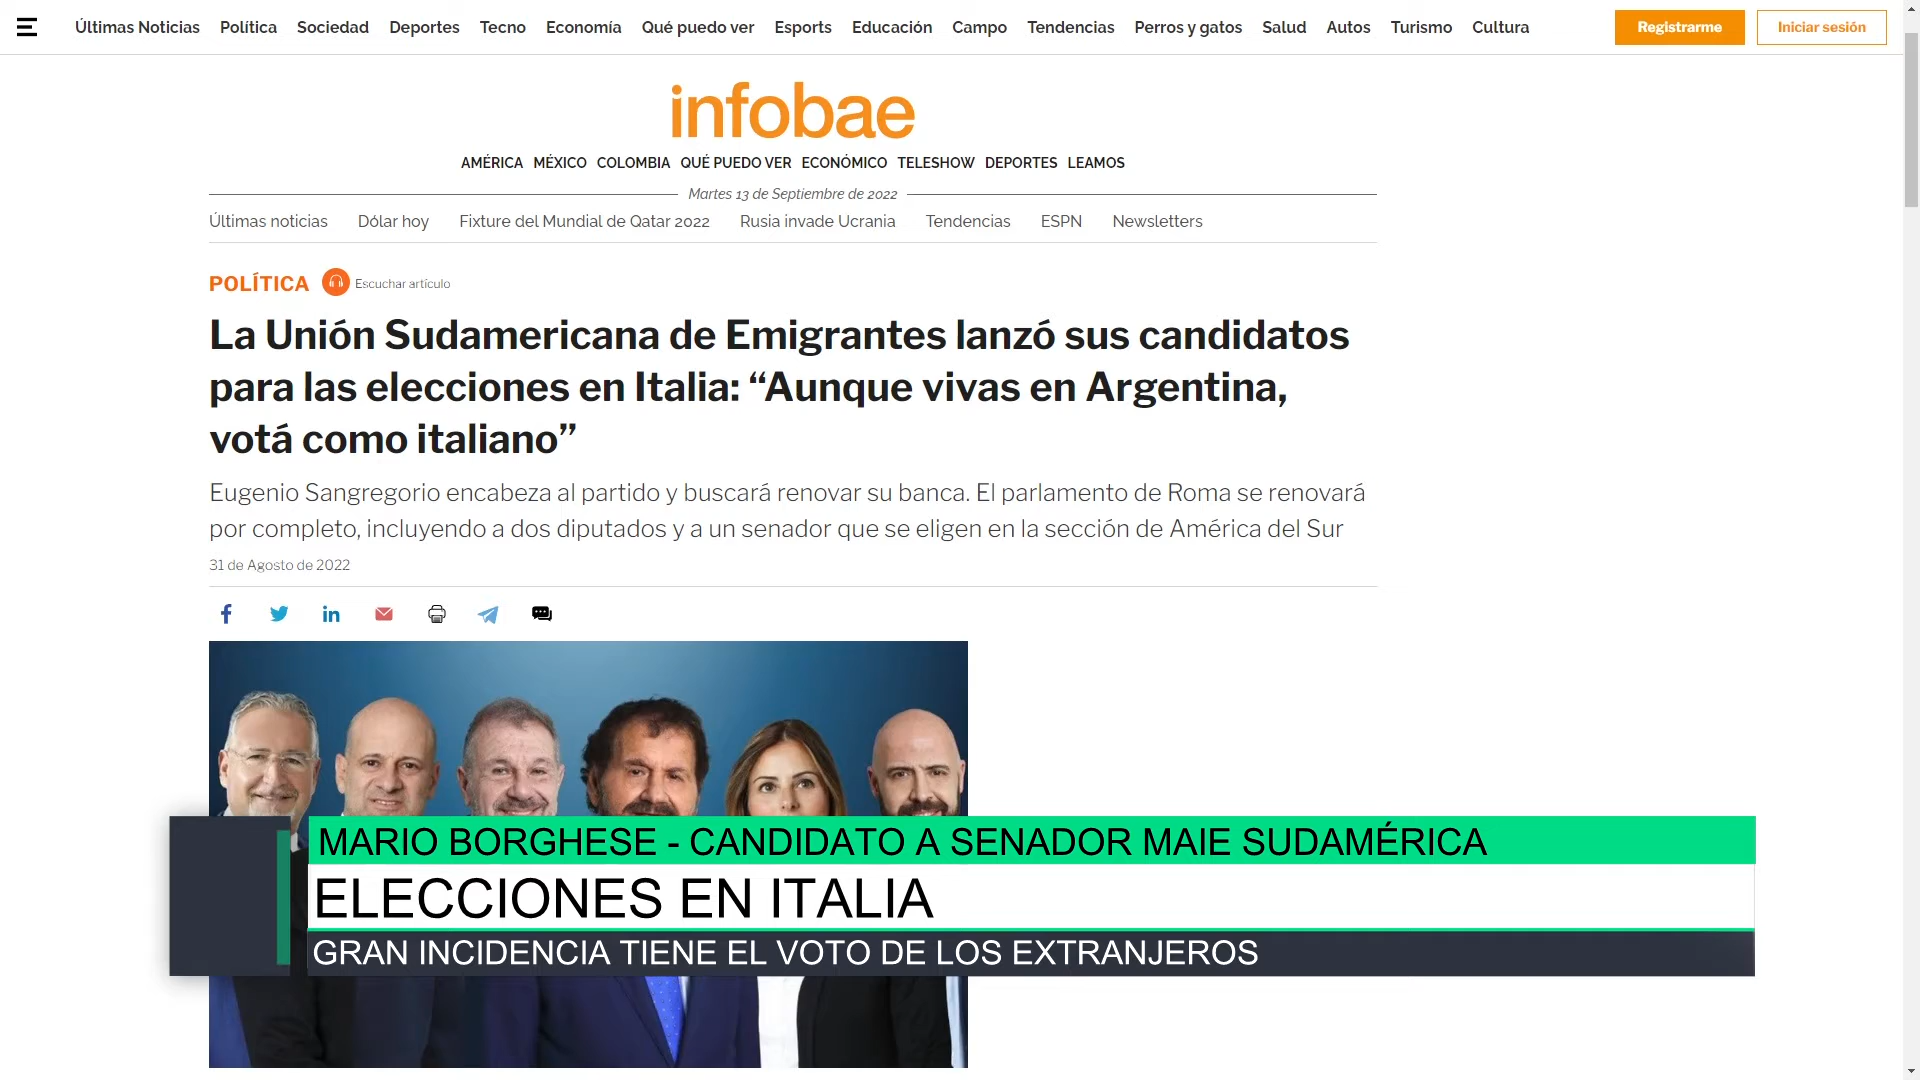 Últimas Noticias Política Sociedad Deportes Tecno Economía Qué puedo ver Esports Educación Campo Tendencias Perros y gatos Salud Autos Turismo Cultura Registrarme Iniciar sesión
infobae
AMÉRICA MÉXICO COLOMBIA QUÉ PUEDO VER ECONÓMICO TELESHOW DEPORTES LEAMOS
Martes 13 de Septiembre de 2022
Últimas noticias Dólar hoy Fixture del Mundial de Qatar 2022 Rusia invade Ucrania Tendencias ESPN Newsletters
POLÍTICA Escuchar artículo
La Unión Sudamericana de Emigrantes lanzó sus candidatos
para las elecciones en Italia: “Aunque vivas en Argentina,
votá como italiano”
Eugenio Sangregorio encabeza al partido y buscará renovar su banca. El parlamento de Roma se renovará
por completo, incluyendo a dos diputados y a un senador que se eligen en la sección de América del Sur
31 de Agosto de 2022
MARIO BORGHESE - CANDIDATO A SENADOR MAIE SUDAMÉRICA
ELECCIONES EN ITALIA
GRAN INCIDENCIA TIENE EL VOTO DE LOS EXTRANJEROS